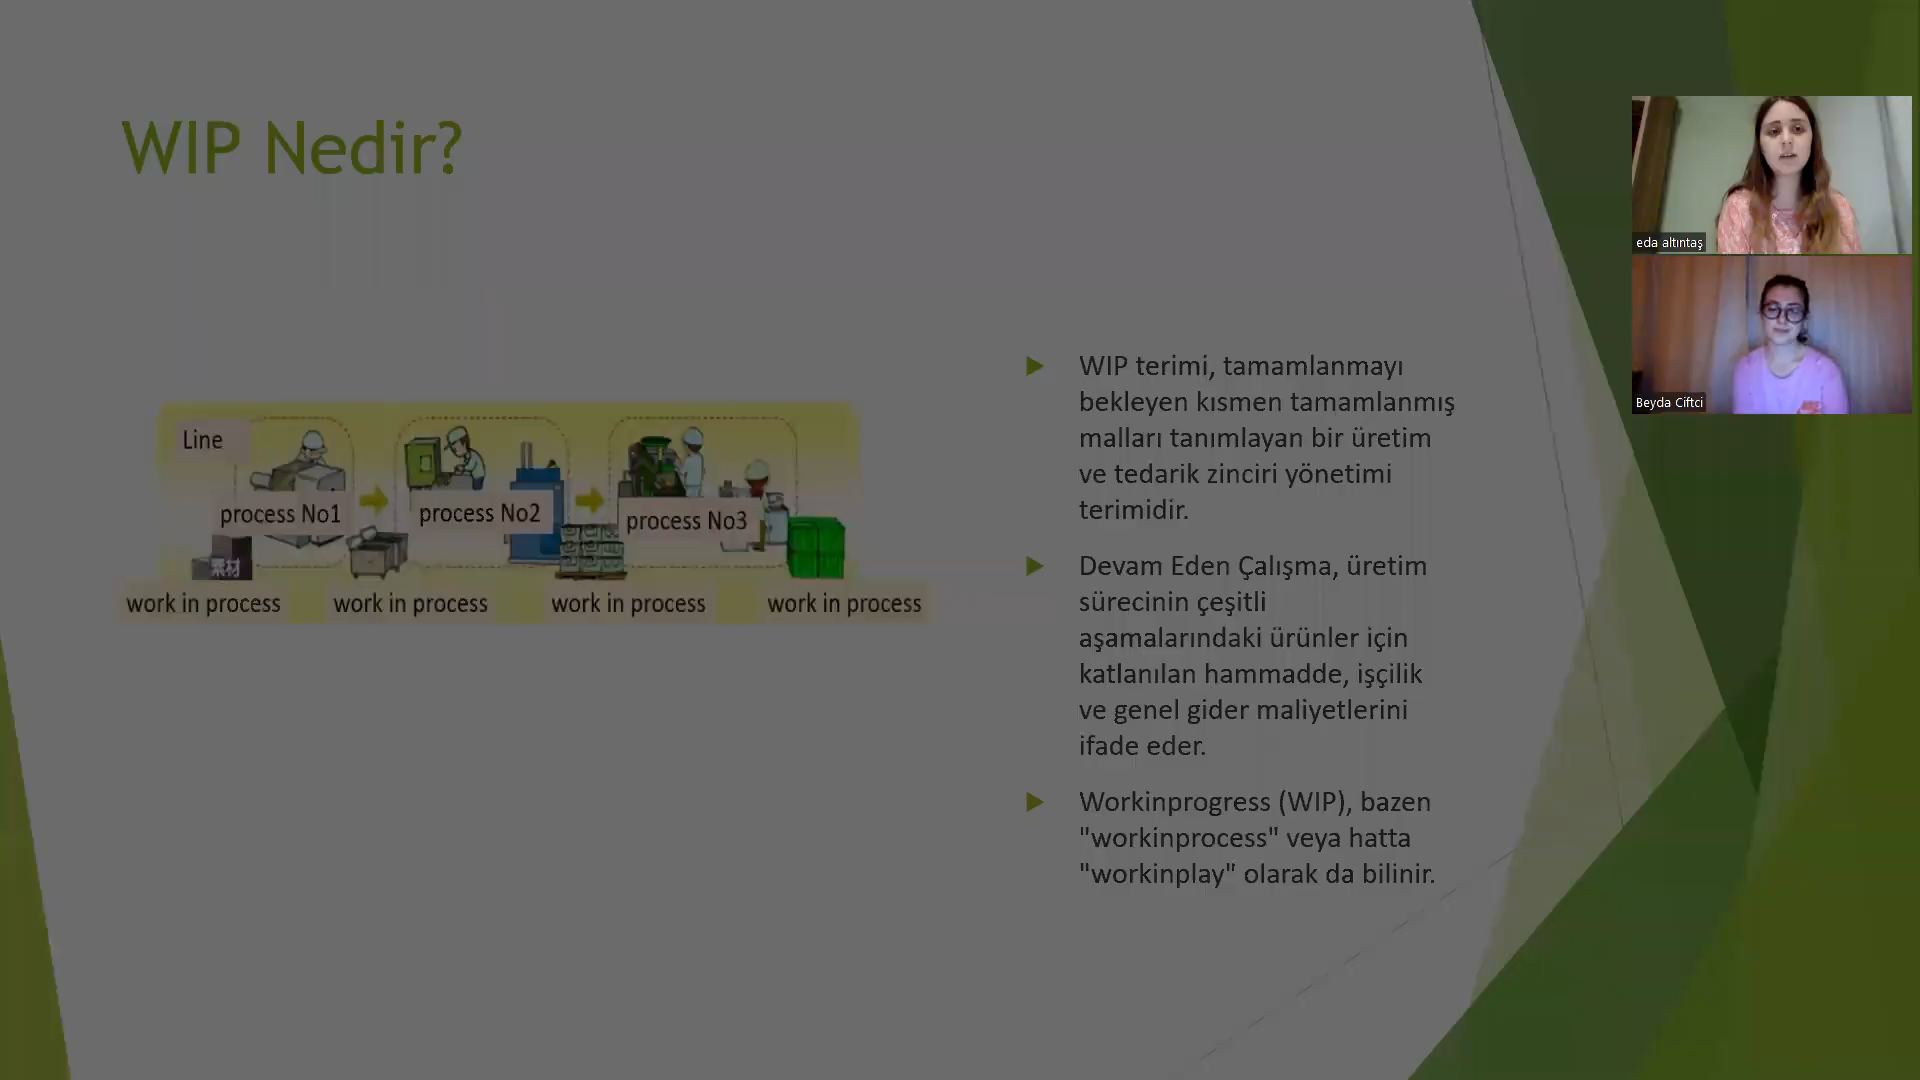 WIP Nedir?
Line
process No1
process No2
process No3
素材
work in process
work in process
work in process
work in process
WIP terimi, tamamlanmayı
bekleyen kısmen tamamlanmış
malları tanımlayan bir üretim
ve tedarik zinciri yönetimi
terimidir.
Devam Eden Çalışma, üretim
sürecinin çeşitli
aşamalarındaki ürünler için
katlanılan hammadde, işçilik
ve genel gider maliyetlerini
ifade eder.
Workinprogress (WIP), bazen
"workinprocess" veya hatta
"workinplay" olarak da bilinir.
eda altıntaş
Beyda Ciftci